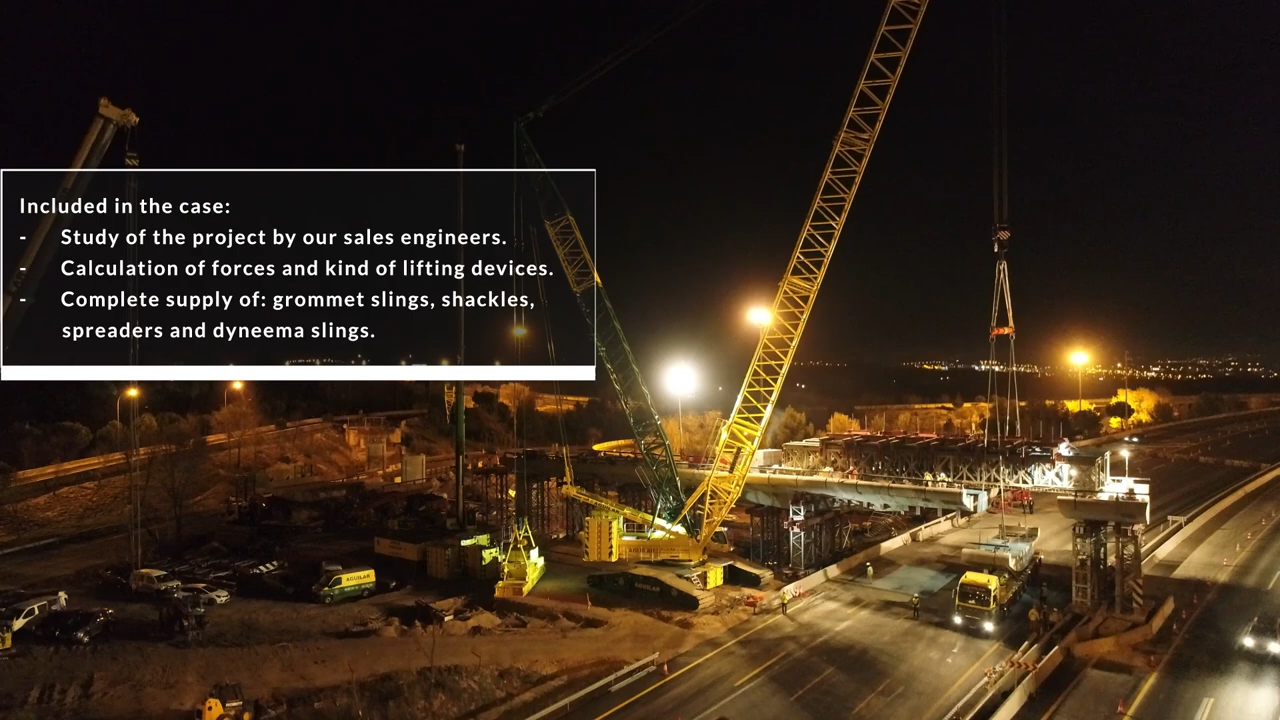 Included in the case:
- Study of the project by our sales engineers.
- Calculation of forces and kind of lifting devices.
- Complete supply of: grommet slings, shackles,
spreaders and dyneema slings.
AGUILAR